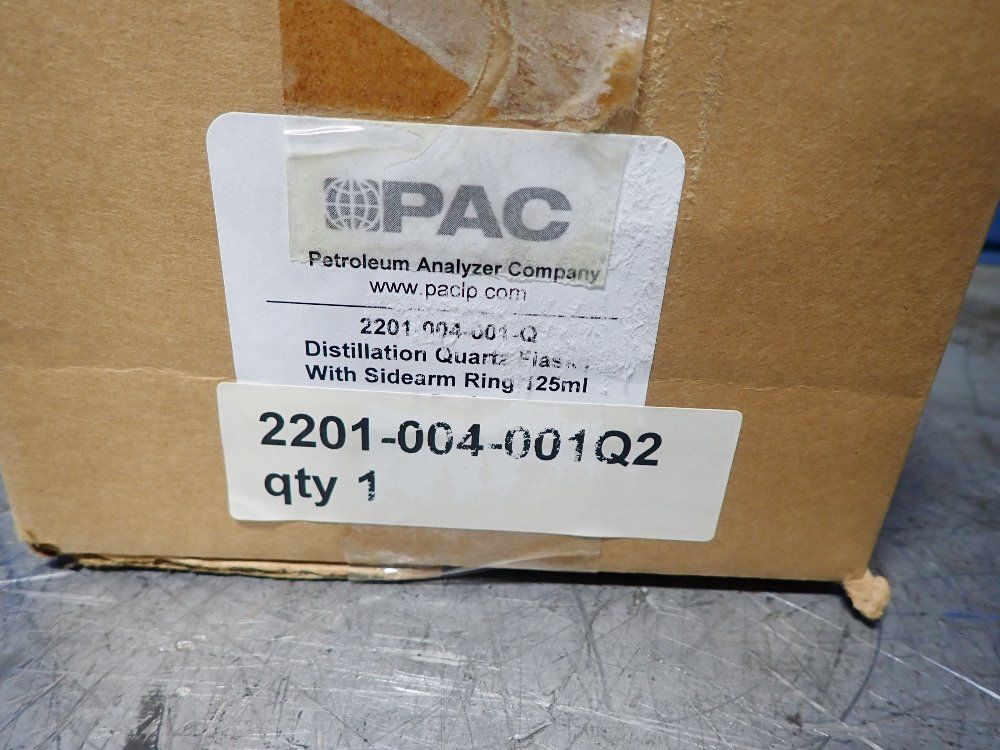 PAC
Petroleum Analyzer Company
www.paclp.com
2201-004-001-Q
Distillation Quartz Flask
With Sidearm Ring 125ml
2201-004-001Q2
qty 1